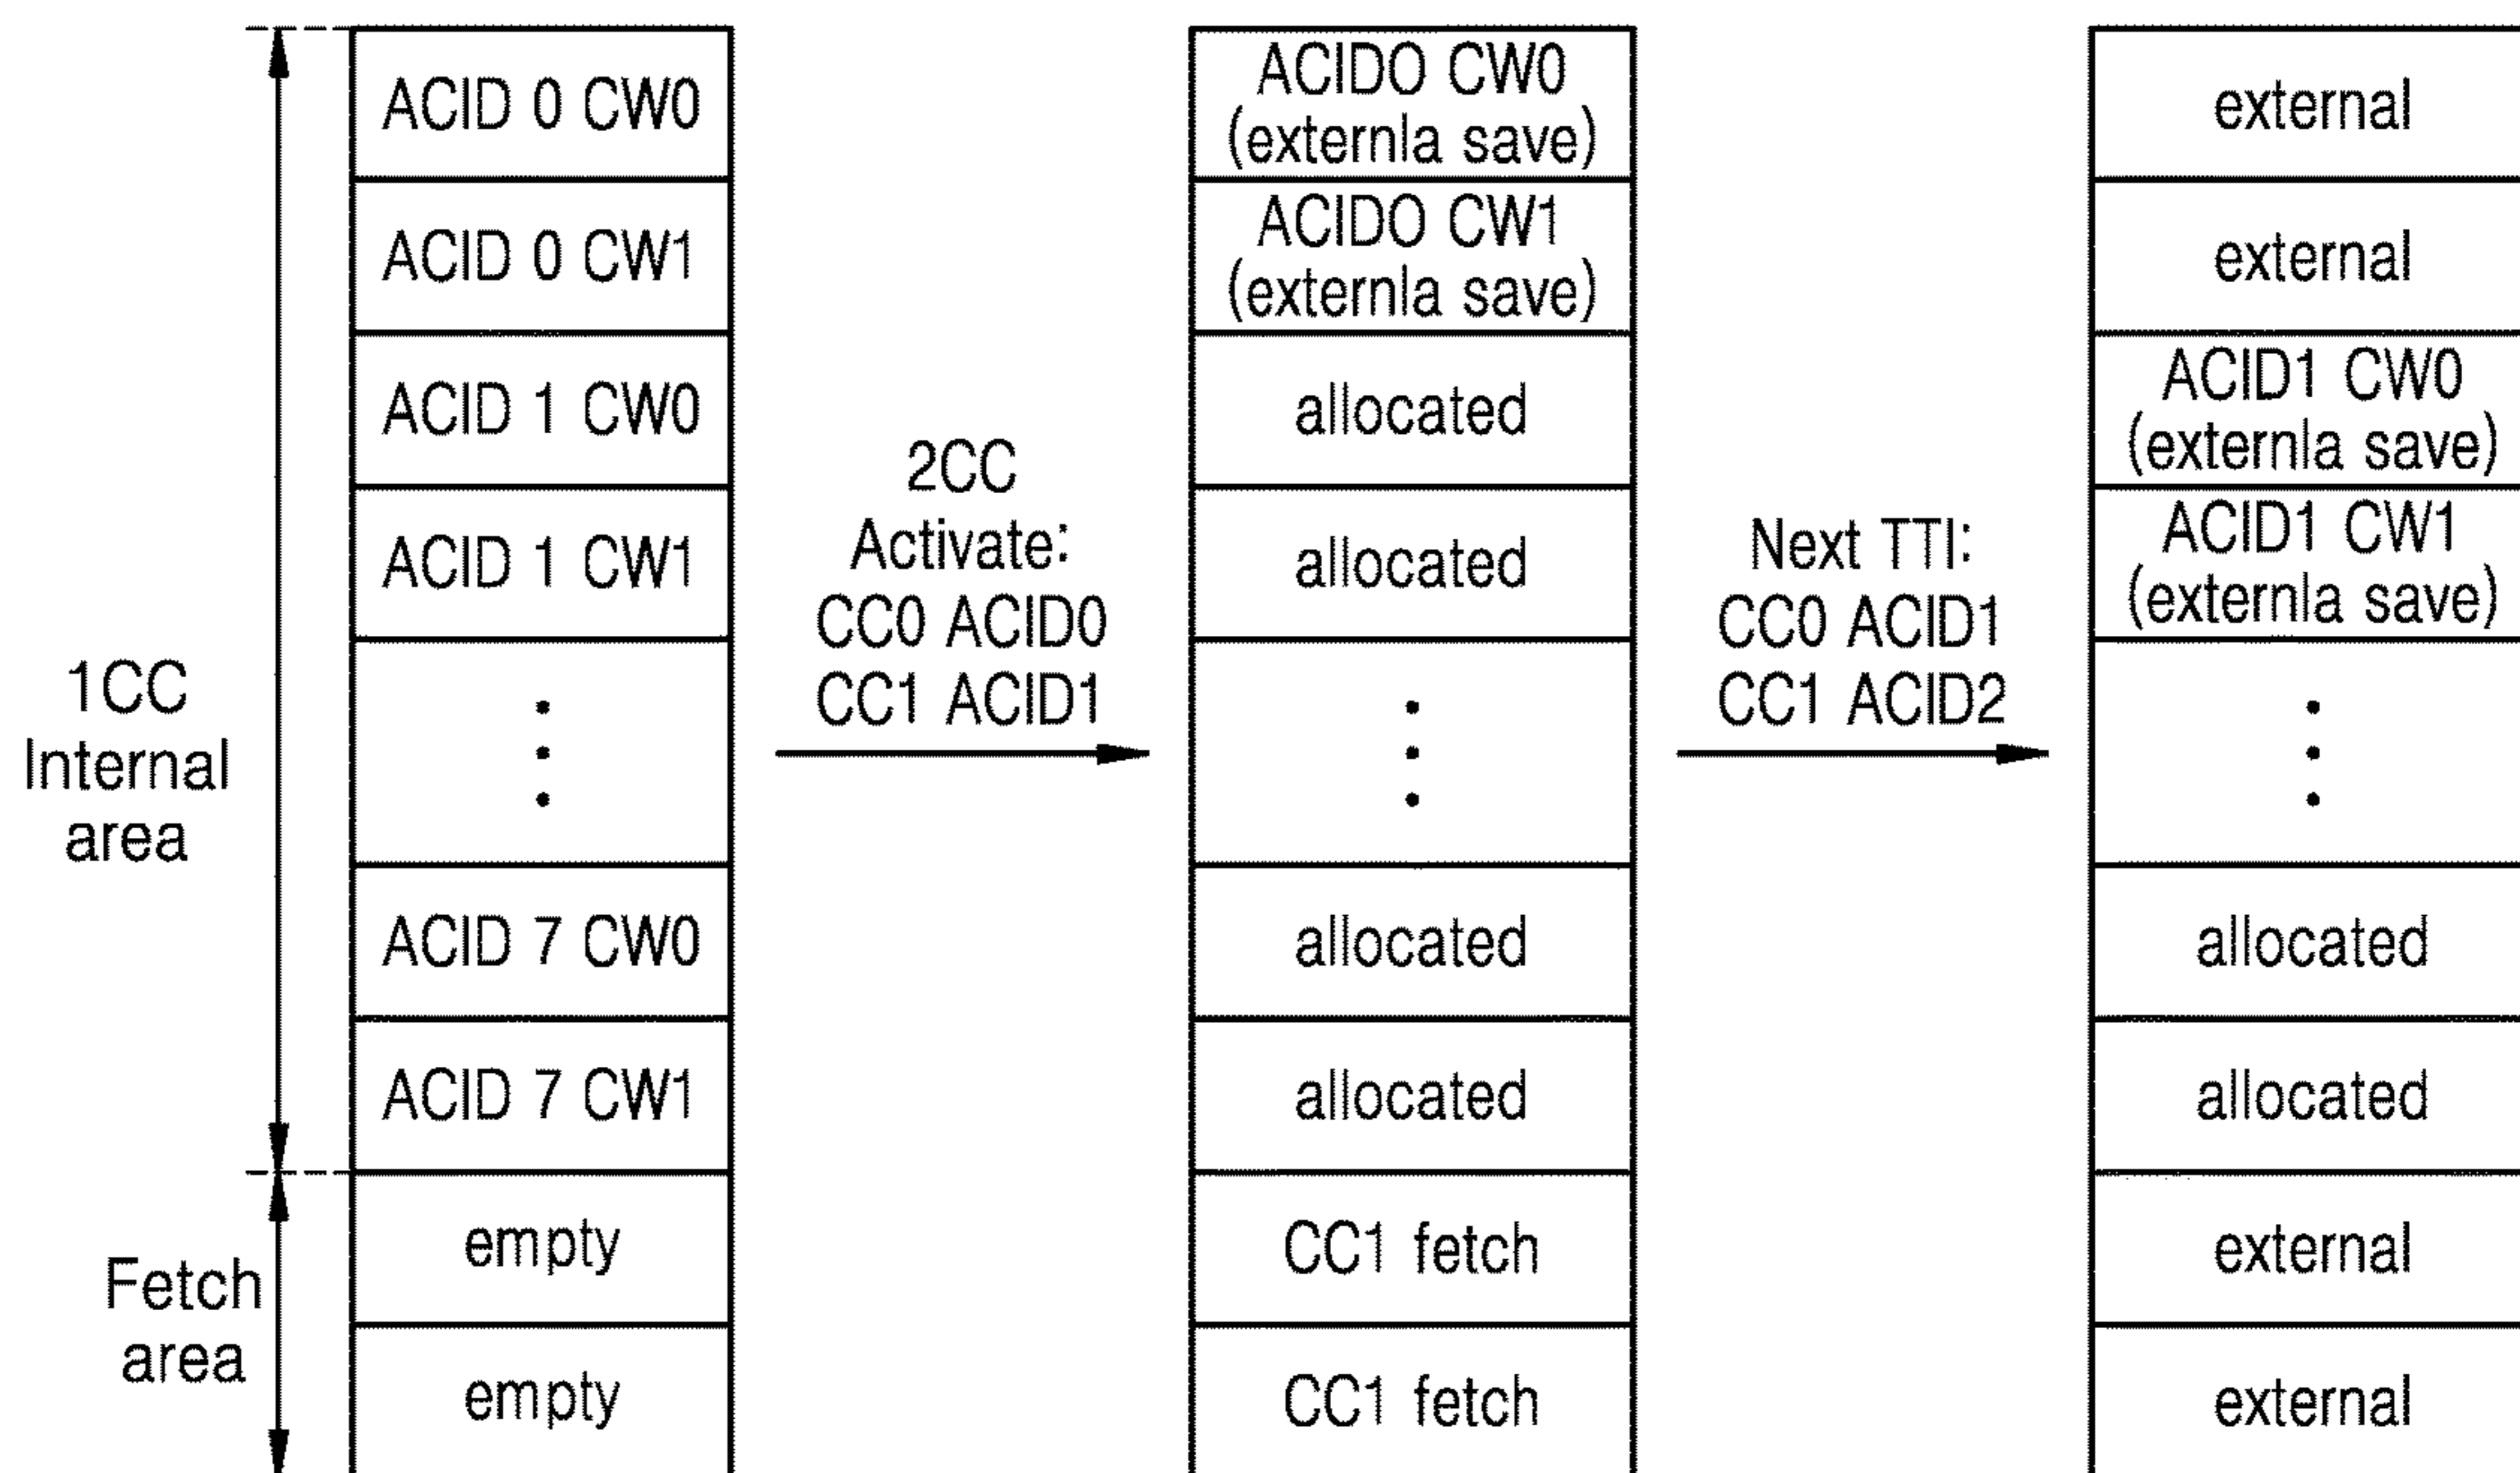 1CC
Internal
area
Fetch
area
ACID 0 CW0
ACID 0 CW1
ACID 1 CW0
ACID 1 CW1
ACID 7 CW0
ACID 7 CW1
empty
empty
2CC
Activate:
CC0 ACID0
CC1 ACID1
ACID0 CW0
(externla save)
ACID0 CW1
(externla save)
allocated
allocated
allocated
allocated
CC1 fetch
CC1 fetch
Next TTI:
CC0 ACID1
CC1 ACID2
external
external
ACID1 CW0
(externla save)
ACID1 CW1
(externla save)
allocated
allocated
external
external